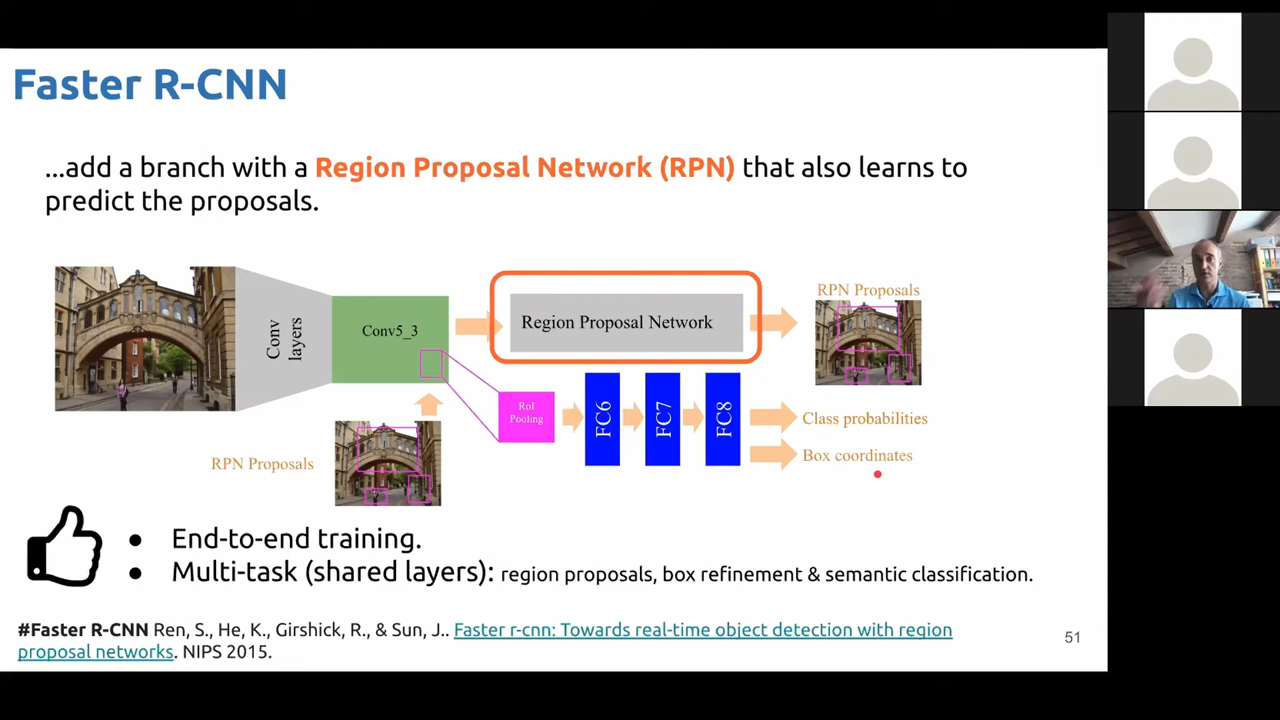 Faster R-CNN
...add a branch with a Region Proposal Network (RPN) that also learns to
predict the proposals.
Conv
layers
Conv5_3
Region Proposal Network
RPN Proposals
RoI
Pooling
FC6
FC7
FC8
Class probabilities
Box coordinates
RPN Proposals
● End-to-end training.
● Multi-task (shared layers): region proposals, box refinement & semantic classification.
#Faster R-CNN Ren, S., He, K., Girshick, R., & Sun, J.. Faster r-cnn: Towards real-time object detection with region
proposal networks. NIPS 2015.
51